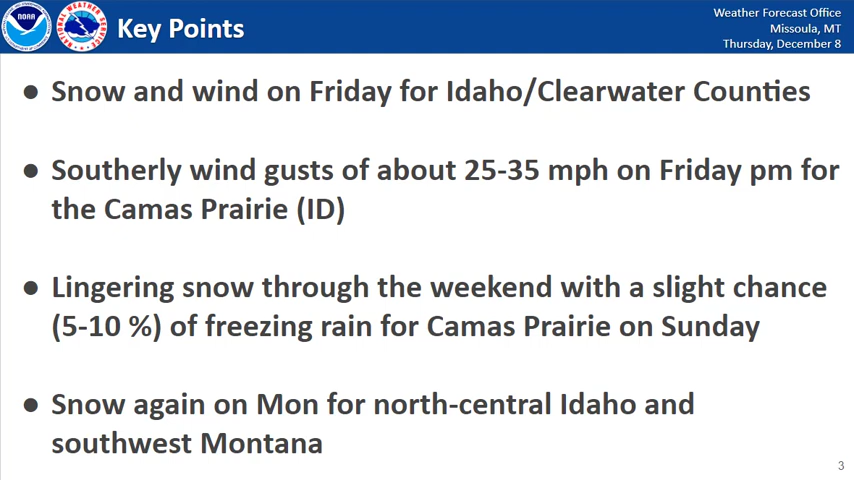 NOAA
NATIONAL WEATHER SERVICE
Key Points
Weather Forecast Office
Missoula, MT
Thursday, December 8
● Snow and wind on Friday for Idaho/Clearwater Counties
● Southerly wind gusts of about 25-35 mph on Friday pm for
the Camas Prairie (ID)
● Lingering snow through the weekend with a slight chance
(5-10 %) of freezing rain for Camas Prairie on Sunday
● Snow again on Mon for north-central Idaho and
southwest Montana
3